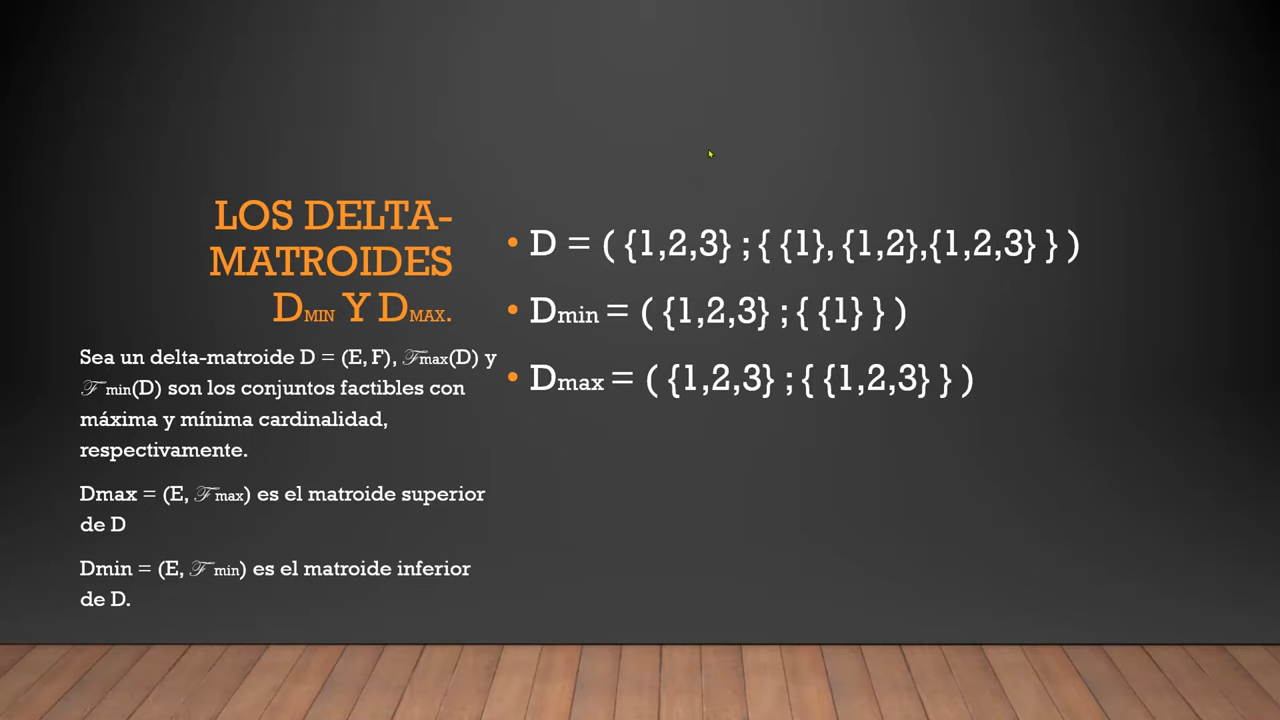 LOS DELTA-
MATROIDES
DMIN Y DMAX.
Sea un delta-matroide D = (E, F), ℱmax(D) y
ℱ min(D) son los conjuntos factibles con
máxima y mínima cardinalidad,
respectivamente.
Dmax = (E, ℱmax) es el matroide superior
de D
Dmin = (E, ℱ min) es el matroide inferior
de D.
• D = ( {1,2,3} ; { {1}, {1,2},{1,2,3} } )
• Dmin = ( {1,2,3} ; { {1} } )
• Dmax = ( {1,2,3} ; { {1,2,3} } )